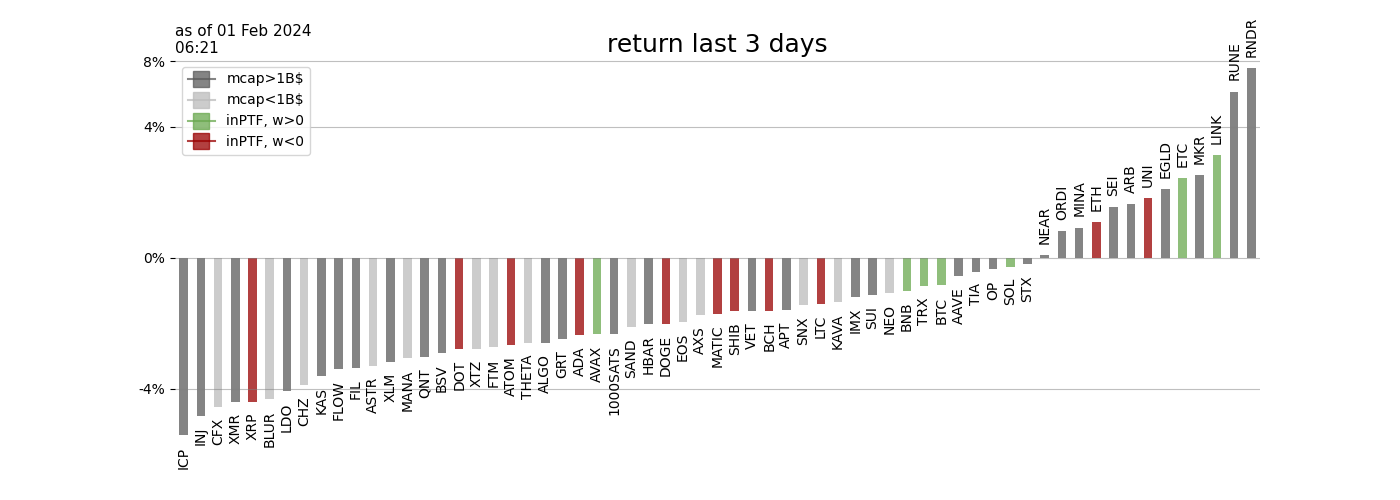 as of 01 Feb 2024
06:21
return last 3 days
8%
4%
0%
-4%
mcap>1B$
mcap<1B$
inPTF, w>0
inPTF, w<0
ICP
INJ
CFX
XMR
XRP
BLUR
LDO
CHZ
KAS
FLOW
FIL
ASTR
XLM
MANA
QNT
BSV
DOT
XTZ
FTM
ATOM
THETA
ALGO
GRT
ADA
AVAX
1000SATS
SAND
HBAR
DOGE
EOS
AXS
MATIC
SHIB
VET
BCH
APT
SNX
LTC
KAVA
IMX
SUI
NEO
BNB
TRX
BTC
AAVE
TIA
OP
SOL
STX
NEAR
ORDI
MINA
ETH
SEI
ARB
UNI
EGLD
ETC
MKR
LINK
RUNE
RNDR